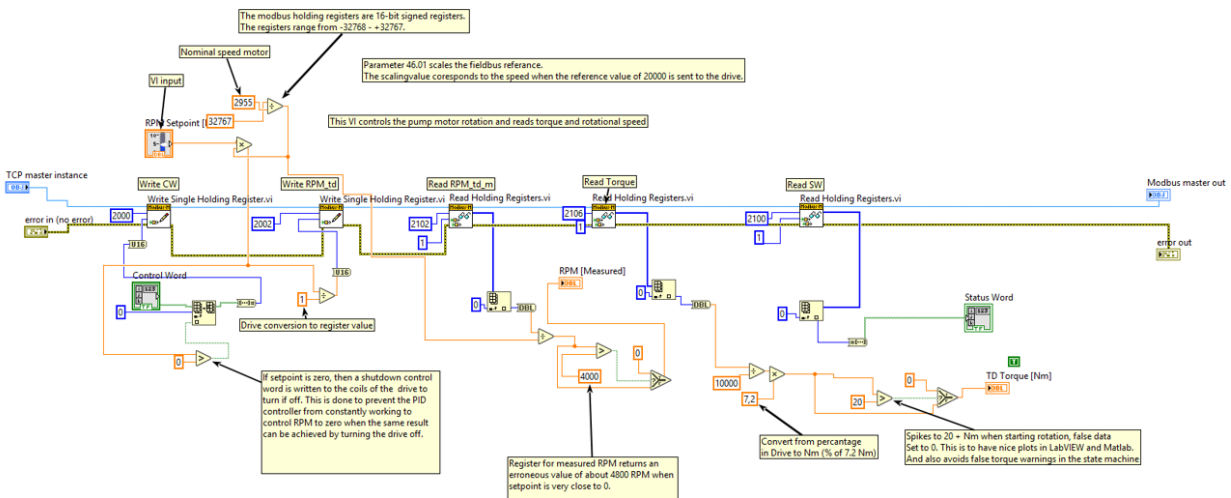 The modbus holding registers are 16-bit signed registers.
The registers range from -32768 - +32767.
Nominal speed motor
Parameter 46.01 scales the fieldbus referance.
The scalingvalue coresponds to the speed when the reference value of 20000 is sent to the drive.
VI input
2955
32767
RPM Setpoint [
This VI controls the pump motor rotation and reads torque and rotational speed
TCP master instance
OBJ
Write CW
Write Single Holding Register.vi
Write RPM_td
Write Single Holding Register.vi
Read RPM_td_m
Read Holding Registers.vi
Read Torque
Read Holding Registers.vi
Read SW
Read Holding Registers.vi
Modbus master out
OBJ
2000
2002
2102
2106
2100
1
1
1
error in (no error)
error out
U16
U16
Control Word
TF
0
1
Drive conversion to register value
0
RPM [Measured]
DBL
0
DBL
0
4000
0
DBL
0
Status Word
TF
T
10000
7,2
20
0
TD Torque [Nm]
DBL
If setpoint is zero, then a shutdown control
word is written to the coils of the drive to
turn if off. This is done to prevent the PID
controller from constantly working to
control RPM to zero when the same result
can be achieved by turning the drive off.
Register for measured RPM returns an
erroneous value of about 4800 RPM when
setpoint is very close to 0.
Convert from percentage
in Drive to Nm (% of 7.2 Nm)
Spikes to 20 + Nm when starting rotation, false data
Set to 0. This is to have nice plots in LabVIEW and Matlab.
And also avoids false torque warnings in the state machine